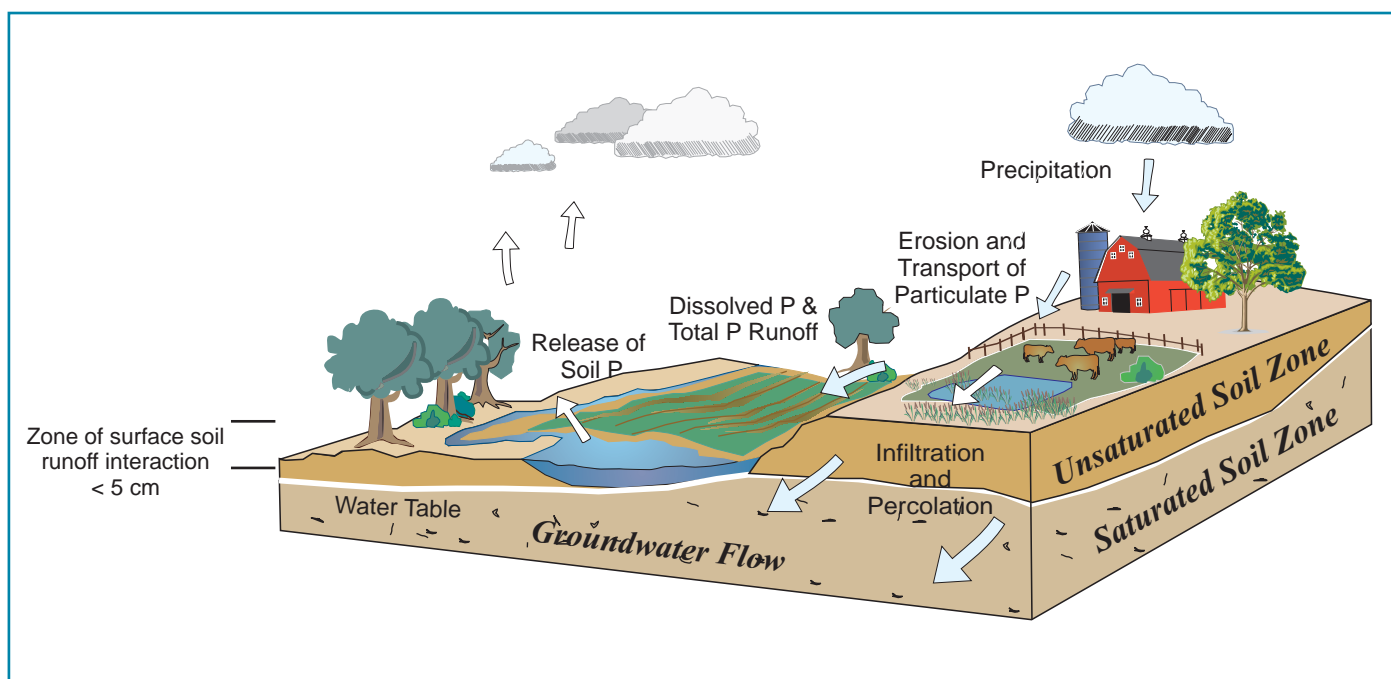 Precipitation
Erosion and
Transport of
Particulate P
Dissolved P &
Total P Runoff
Release of
Soil P
Zone of surface soil
runoff interaction
< 5 cm
Unsaturated Soil Zone
Saturated Soil Zone
Infiltration
and
Percolation
Water Table
Groundwater Flow